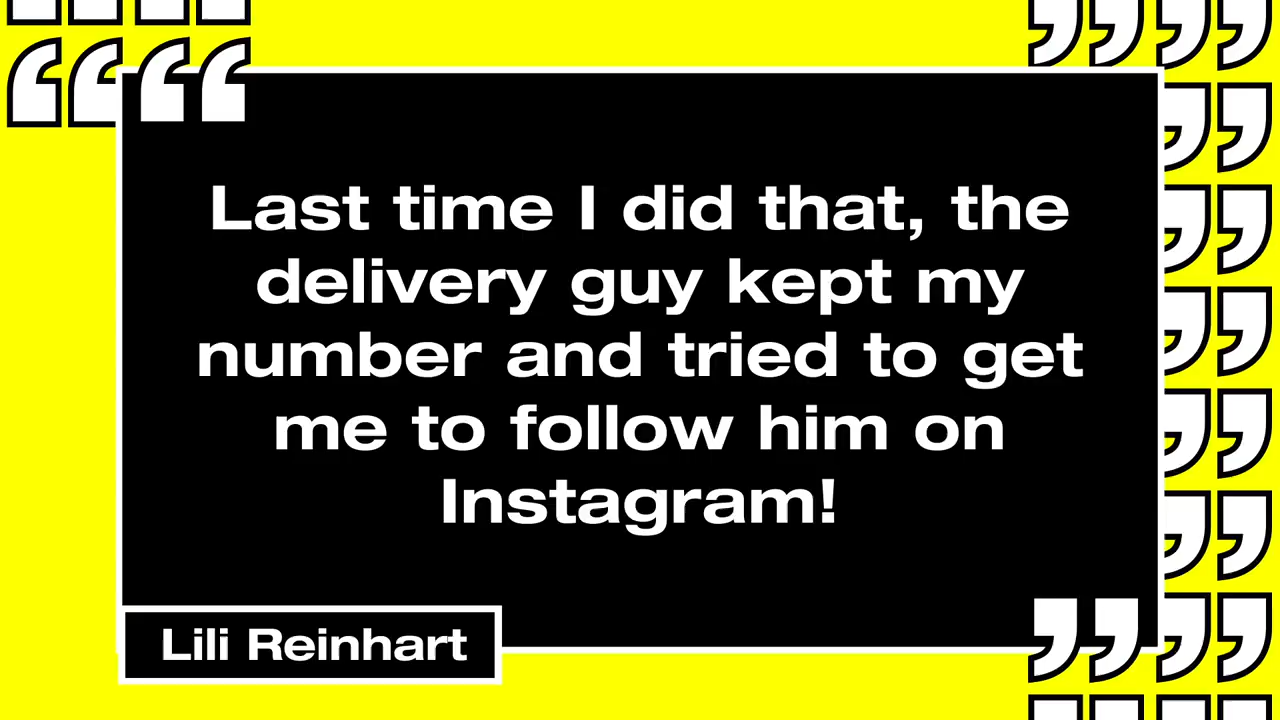 Last time I did that, the
delivery guy kept my
number and tried to get
me to follow him on
Instagram!
Lili Reinhart